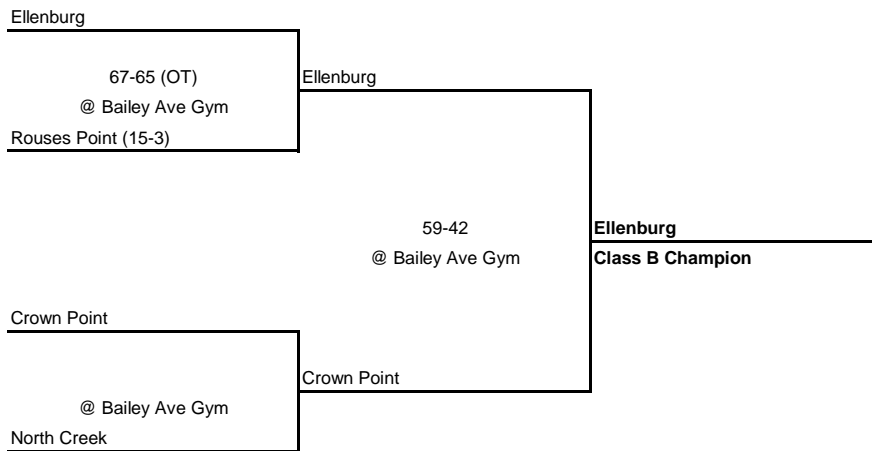 Ellenburg
67-65 (OT)
@ Bailey Ave Gym
Rouses Point (15-3)
Ellenburg
59-42
@ Bailey Ave Gym
Ellenburg
Class B Champion
Crown Point
@ Bailey Ave Gym
North Creek
Crown Point